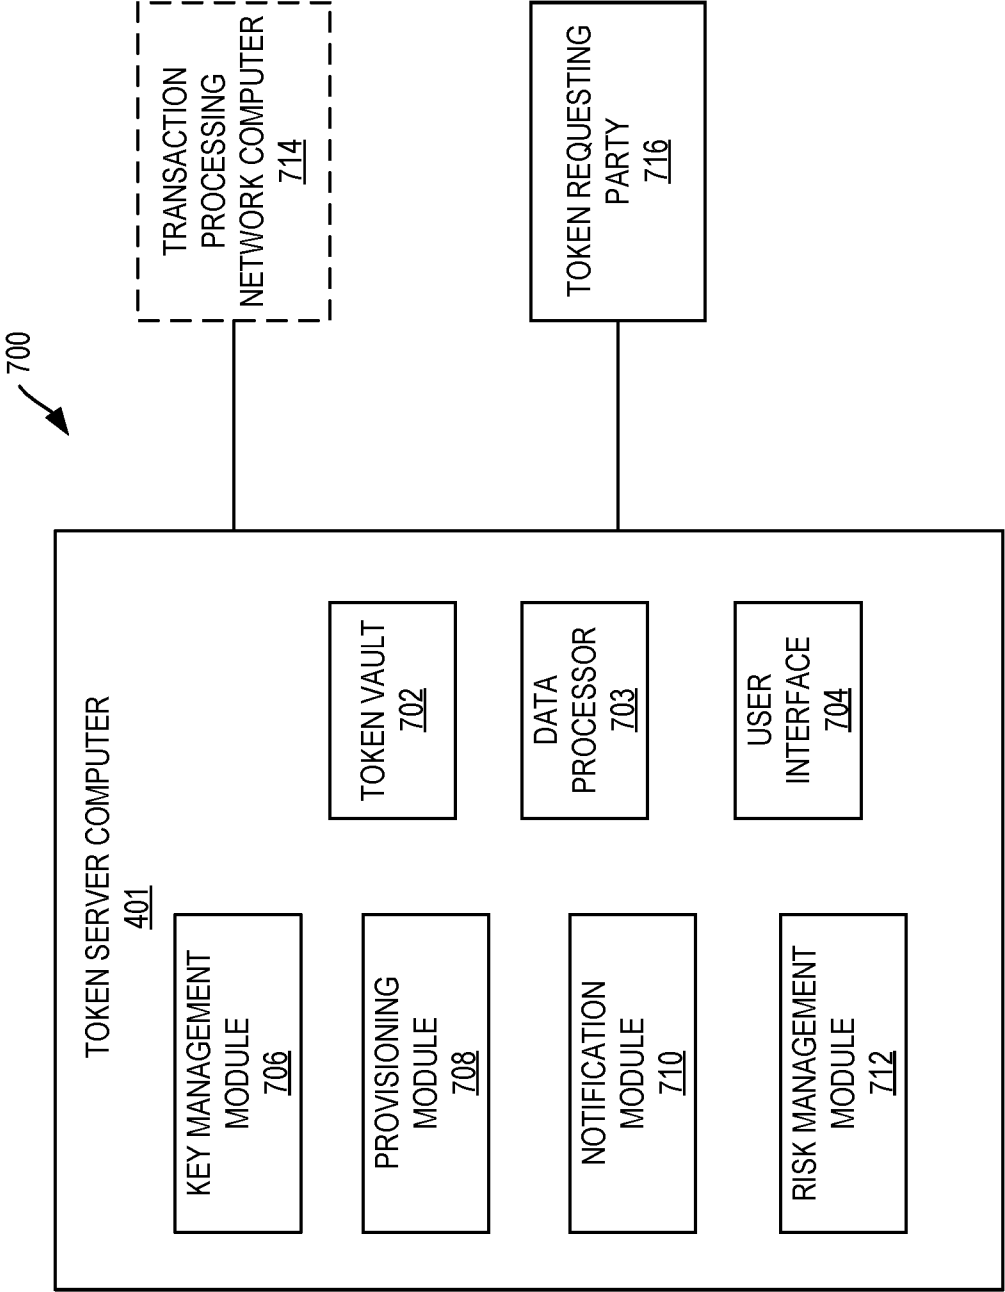 700
TOKEN SERVER COMPUTER
401
KEY MANAGEMENT
MODULE
706
PROVISIONING
MODULE
708
NOTIFICATION
MODULE
710
RISK MANAGEMENT
MODULE
712
TOKEN VAULT
702
DATA
PROCESSOR
703
USER
INTERFACE
704
TRANSACTION
PROCESSING
NETWORK COMPUTER
714
TOKEN REQUESTING
PARTY
716